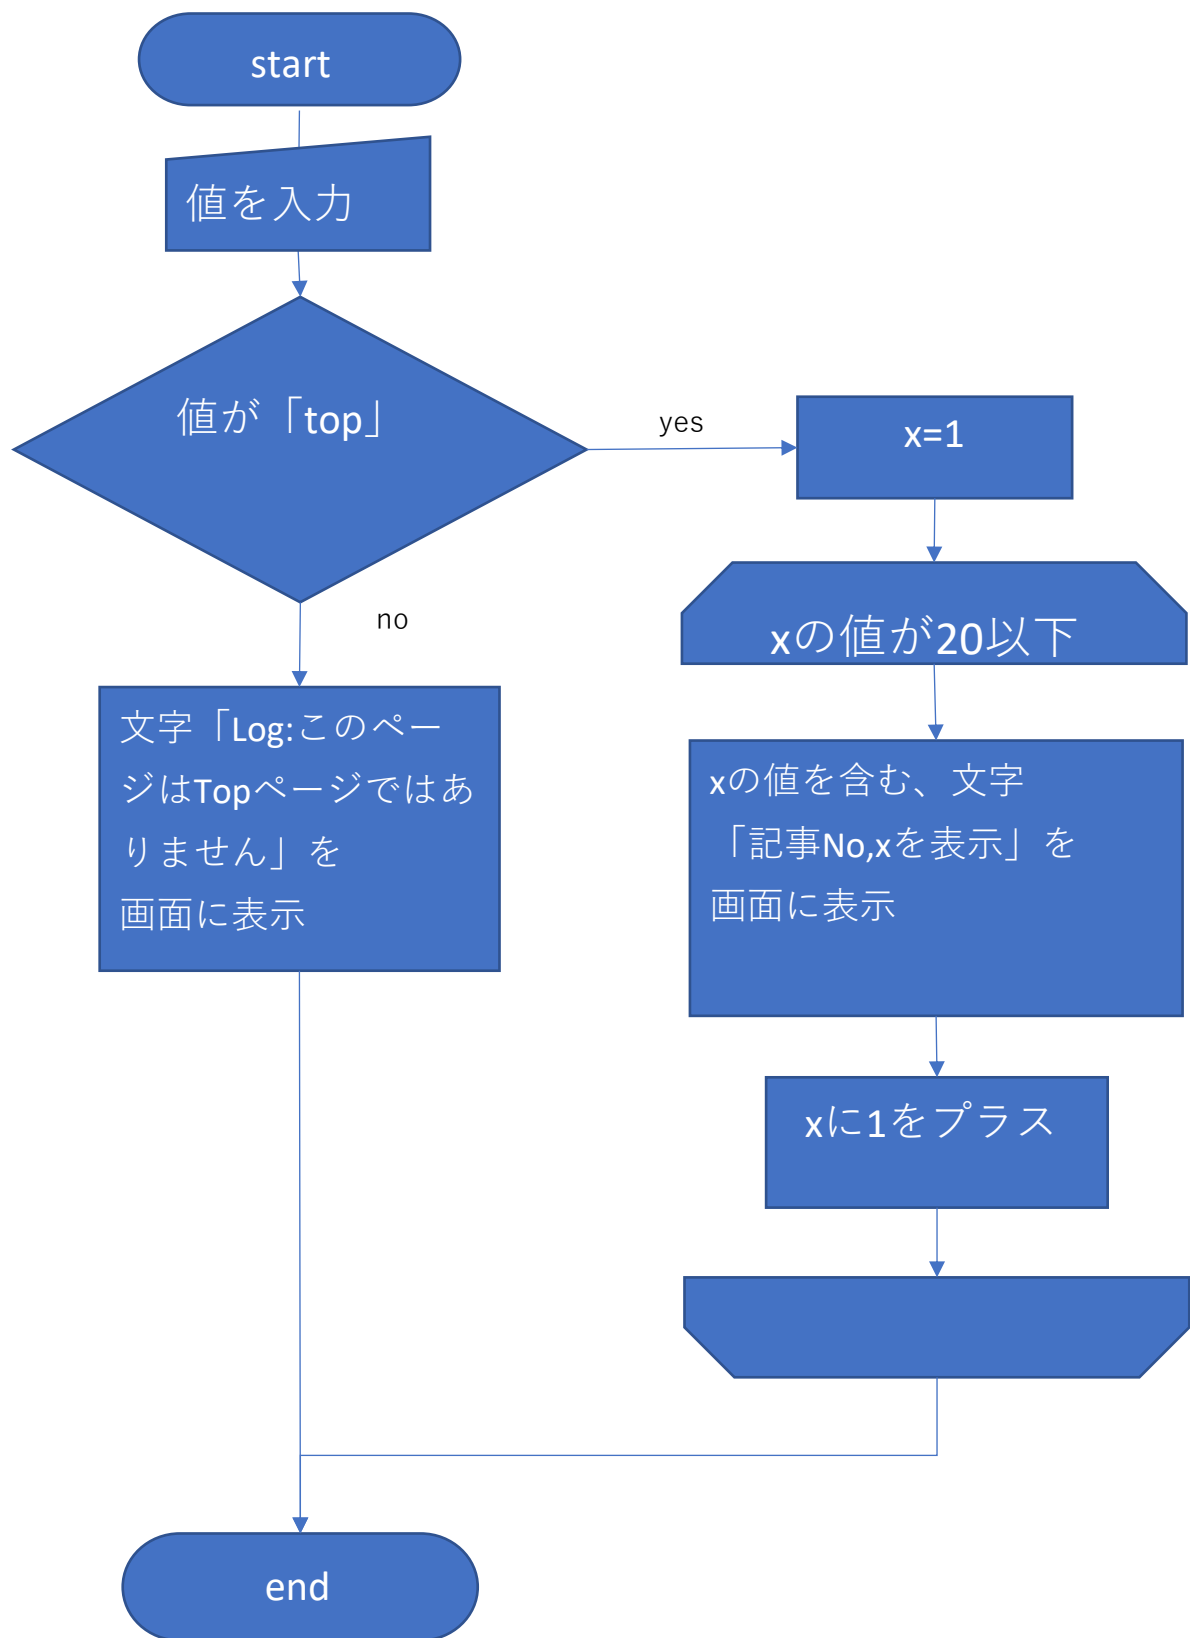 start
値を入力
値が「top」
yes
x=1
no
xの値が20以下
文字「Log:このペー
ジはTopページではあ
りません」を
画面に表示
xの値を含む、文字
「記事No,xを表示」を
画面に表示
xに1をプラス
end